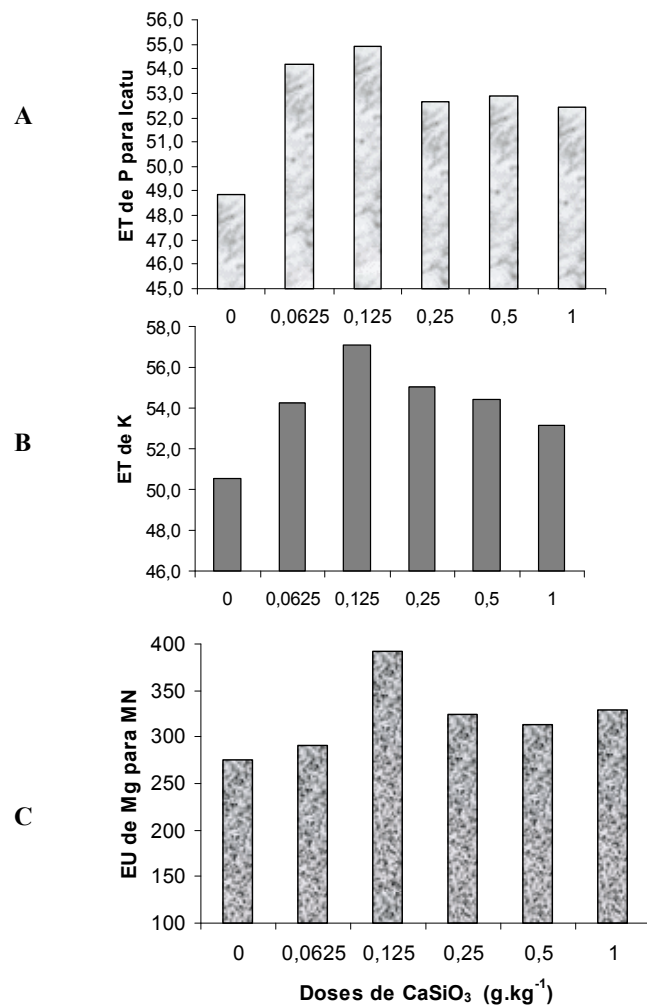 A
ET de P para Icatu
56,0
55,0
54,0
53,0
52,0
51,0
50,0
49,0
48,0
47,0
46,0
45,0
0 0,0625 0,125 0,25 0,5 1
B
ET de K
58,0
56,0
54,0
52,0
50,0
48,0
46,0
0 0,0625 0,125 0,25 0,5 1
C
EU de Mg para MN
400
350
300
250
200
150
100
0 0,0625 0,125 0,25 0,5 1
Doses de CaSiO₃ (g.kg⁻¹)